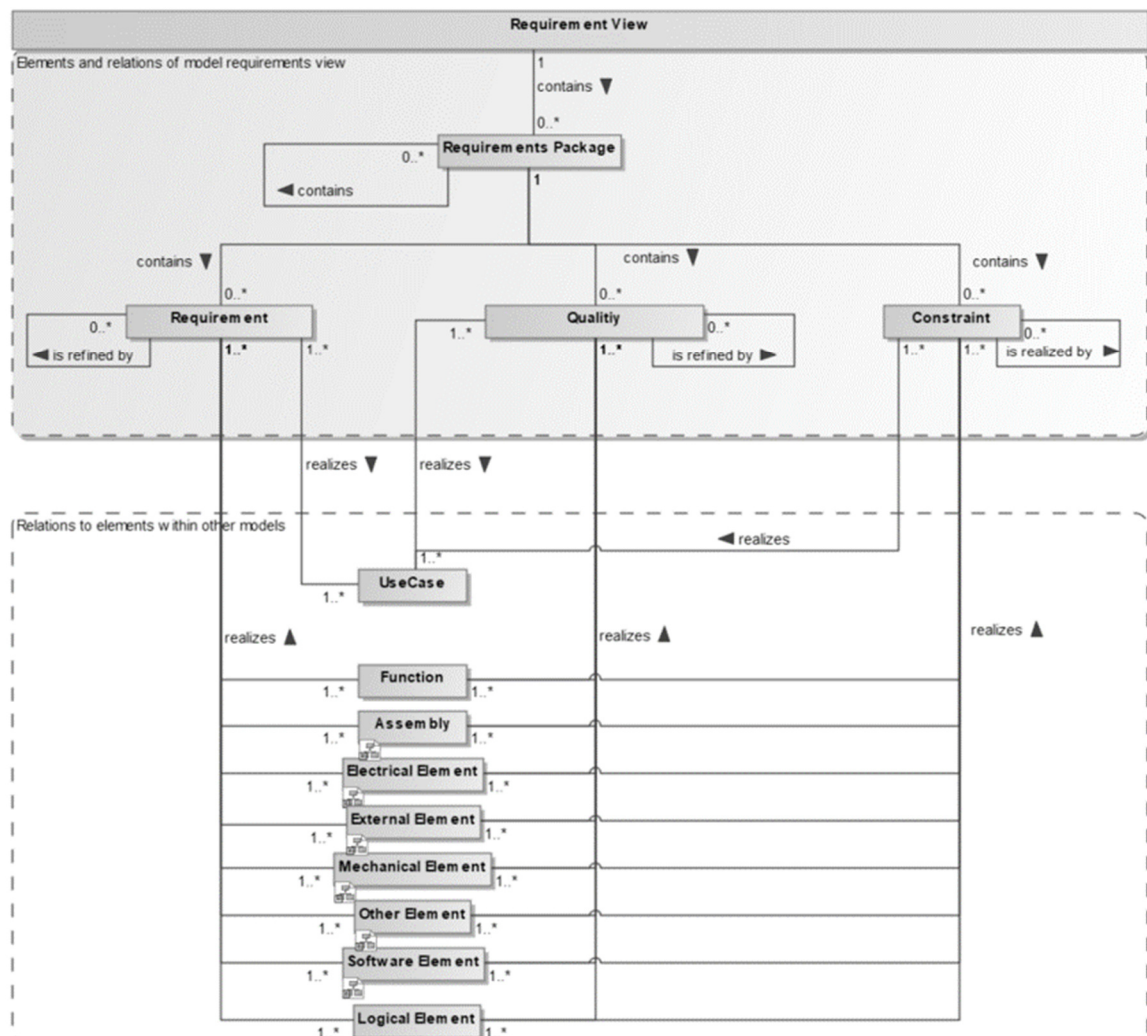 Requirement View
Elements and relations of model requirements view
1
contains
0..*
Requirements Package
0..*
1
contains
contains
contains
contains
0..*
0..*
0..*
Requirement
Qualitiy
Constraint
0..*
1..*
0..*
0..*
is refined by
1..*
1..*
is refined by
1..*
1..*
1..*
is realized by
realizes
realizes
Relations to elements within other models
realizes
1..*
UseCase
1..*
realizes
realizes
realizes
Function
1..*
1..*
Assembly
1..*
1..*
Electrical Element
1..*
1..*
External Element
1..*
1..*
Mechanical Element
1..*
1..*
Other Element
1..*
1..*
Software Element
1..*
1..*
Logical Element
1..*
1..*